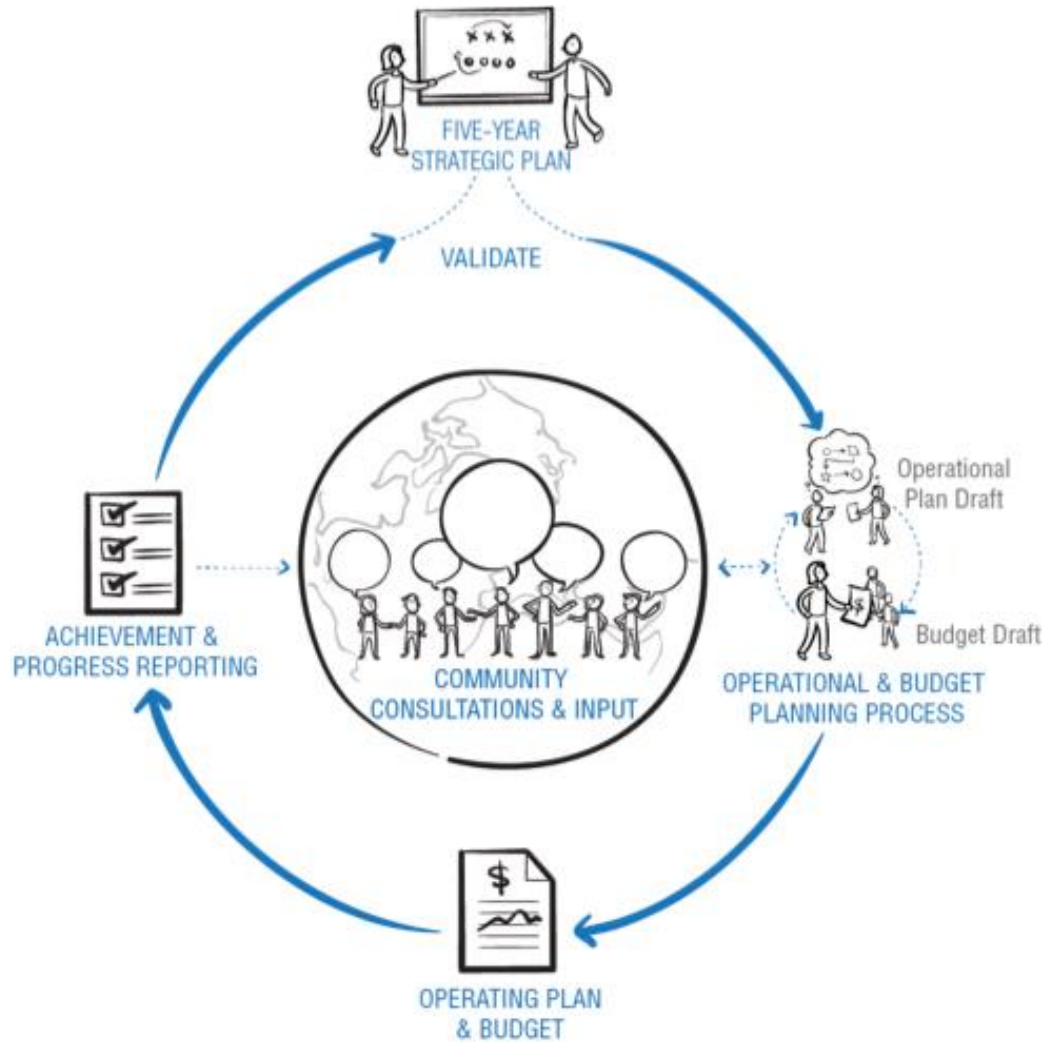 FIVE-YEAR
STRATEGIC PLAN
VALIDATE
Operational
Plan Draft
Budget Draft
OPERATIONAL & BUDGET
PLANNING PROCESS
COMMUNITY
CONSULTATIONS & INPUT
ACHIEVEMENT &
PROGRESS REPORTING
$
OPERATING PLAN
& BUDGET